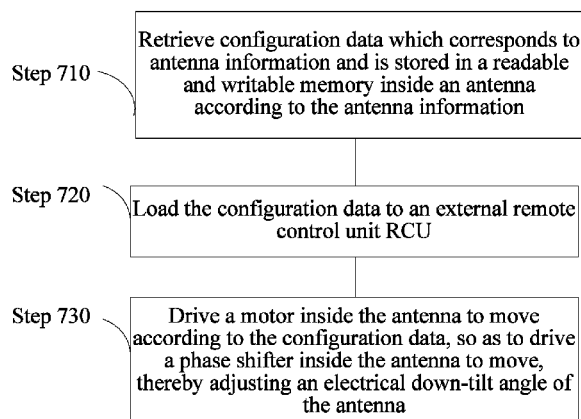 Step 710
Retrieve configuration data which corresponds to
antenna information and is stored in a readable
and writable memory inside an antenna
according to the antenna information
Step 720
Load the configuration data to an external remote
control unit RCU
Step 730
Drive a motor inside the antenna to move
according to the configuration data, so as to drive
a phase shifter inside the antenna to move,
thereby adjusting an electrical down-tilt angle of
the antenna